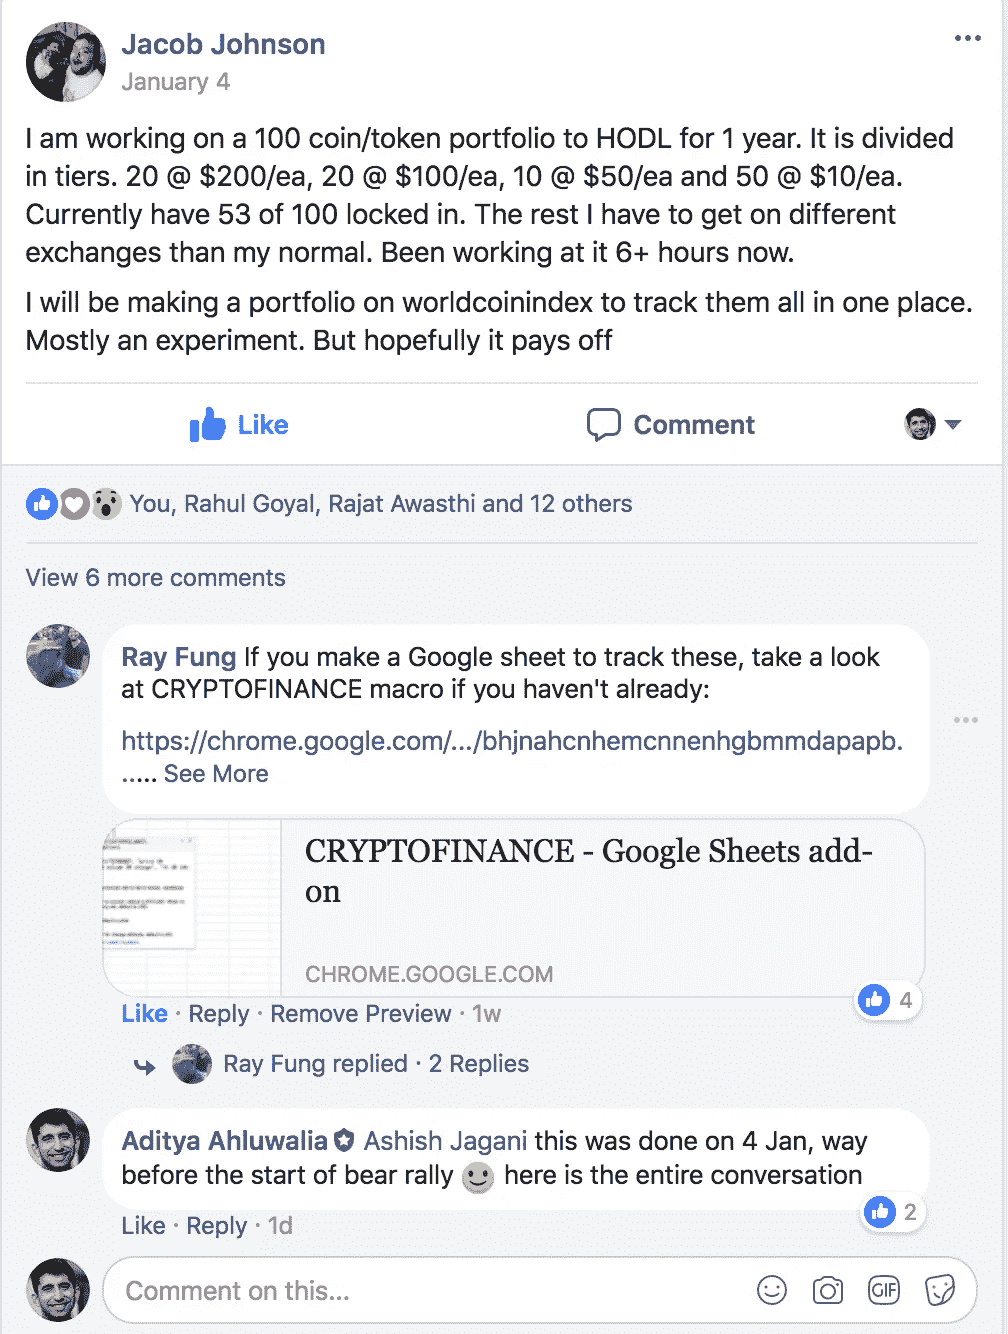 Jacob Johnson
January 4
I am working on a 100 coin/token portfolio to HODL for 1 year. It is divided
in tiers. 20 @ $200/ea, 20 @ $100/ea, 10 @ $50/ea and 50 @ $10/ea.
Currently have 53 of 100 locked in. The rest I have to get on different
exchanges than my normal. Been working at it 6+ hours now.
I will be making a portfolio on worldcoinindex to track them all in one place.
Mostly an experiment. But hopefully it pays off
Like
Comment
You, Rahul Goyal, Rajat Awasthi and 12 others
View 6 more comments
Ray Fung If you make a Google sheet to track these, take a look
at CRYPTOFINANCE macro if you haven't already:
https://chrome.google.com/.../bhjnahcnhemcnnenhgbmmdapapb.
..... See More
CRYPTOFINANCE - Google Sheets add-
on
CHROME.GOOGLE.COM
4
Like · Reply · Remove Preview · 1w
Ray Fung replied · 2 Replies
Aditya Ahluwalia Ashish Jagani this was done on 4 Jan, way
before the start of bear rally here is the entire conversation
2
Like · Reply · 1d
Comment on this...
GIF